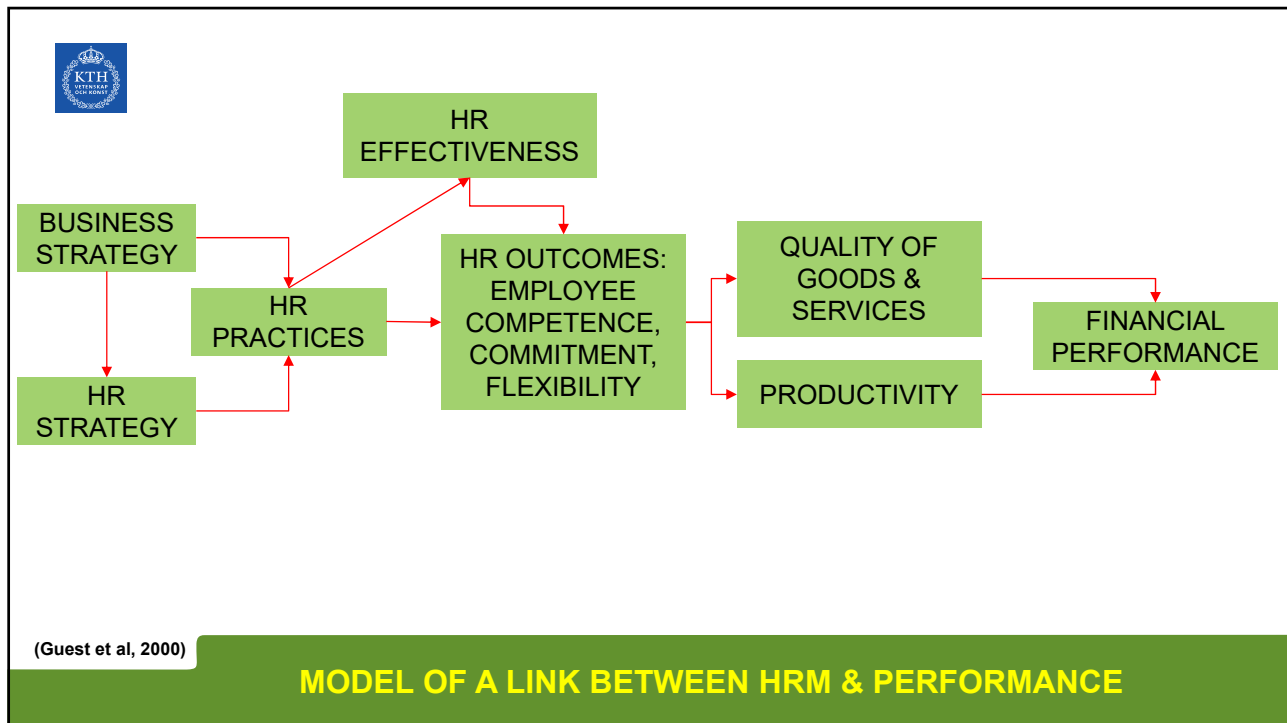 KTH
VETENSKAP
OCH KONST
HR
EFFECTIVENESS
BUSINESS
STRATEGY
HR
PRACTICES
HR
STRATEGY
HR OUTCOMES:
EMPLOYEE
COMPETENCE,
COMMITMENT,
FLEXIBILITY
QUALITY OF
GOODS &
SERVICES
PRODUCTIVITY
FINANCIAL
PERFORMANCE
(Guest et al, 2000)
MODEL OF A LINK BETWEEN HRM & PERFORMANCE